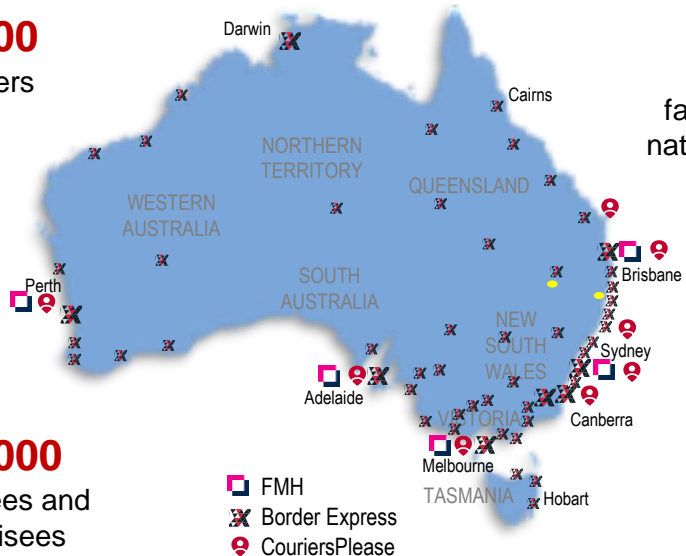 00
Darwin
ers
Cairns
fa
nat
NORTHERN
TERRITORY
QUEENSLAND
WESTERN
AUSTRALIA
Brisbane
SOUTH
AUSTRALIA
Perth
NEW
SOUTH
WALES
Sydney
Adelaide
Canberra
VICTORIA
000
Melbourne
ees and
isees
TASMANIA
Hobart
FMH
Border Express
CouriersPlease